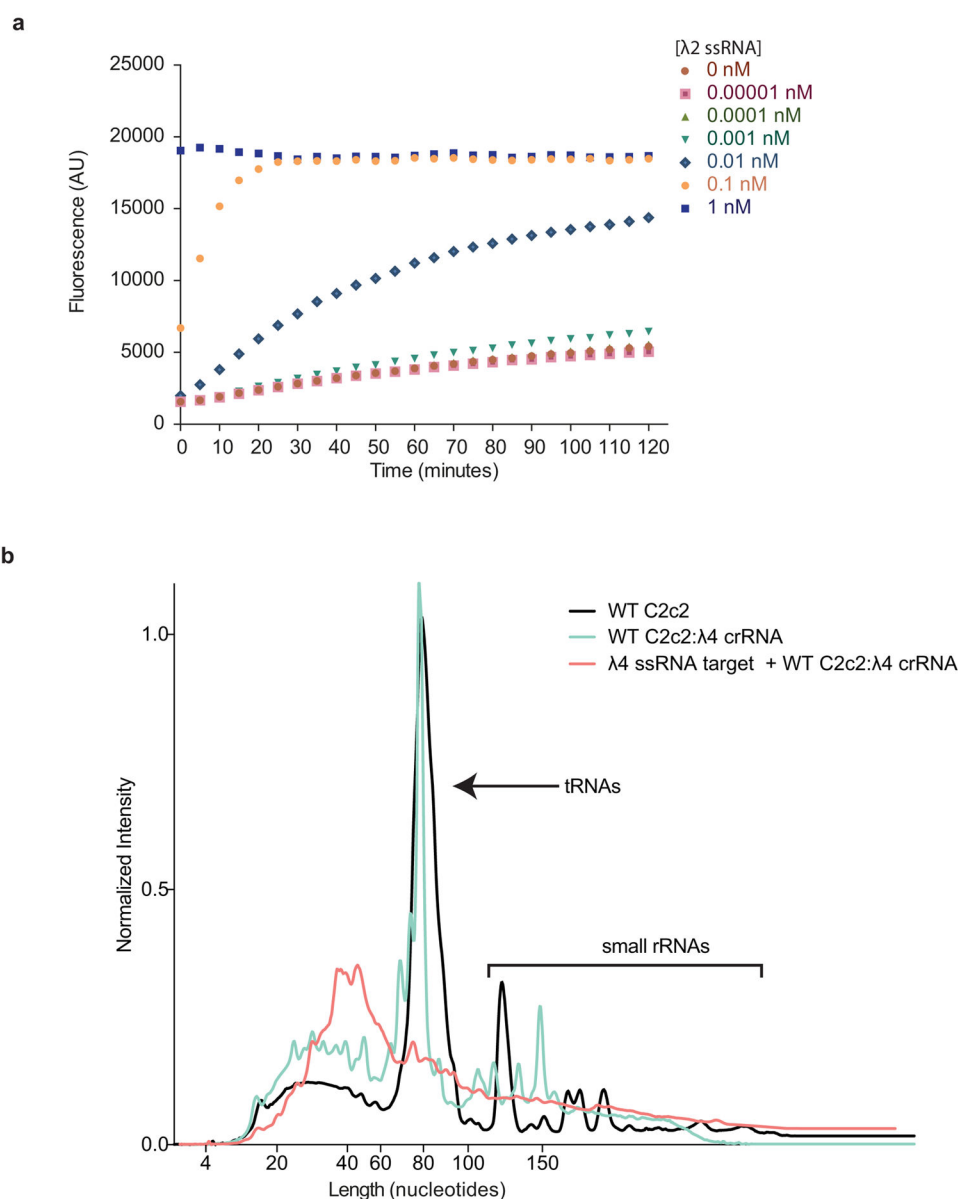 a
25000
20000
15000
10000
5000
0
Fluorescence (AU)
0 10 20 30 40 50 60 70 80 90 100 110 120
Time (minutes)
[λ2 ssRNA]
0 nM
0.00001 nM
0.0001 nM
0.001 nM
0.01 nM
0.1 nM
1 nM
b
1.0
0.5
0.0
Normalized Intensity
WT C2c2
WT C2c2:λ4 crRNA
λ4 ssRNA target + WT C2c2:λ4 crRNA
tRNAs
small rRNAs
4 20 40 60 80 100 150
Length (nucleotides)